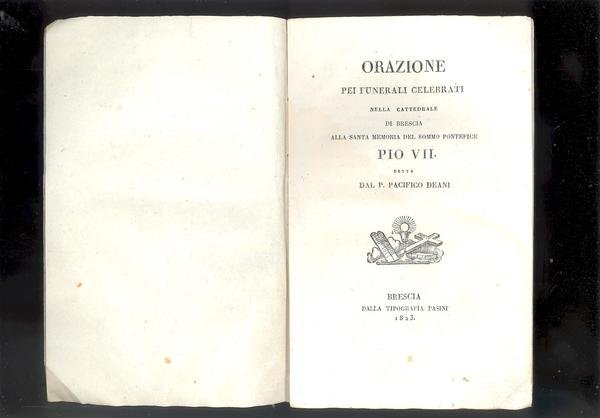 ORAZIONE
PEI FUNERALI CELEBRATI
NELLA CATTEDRALE
DI BRESCIA
ALLA SANTA MEMORIA DEL SOMMO PONTEFICE
PIO VII.
DETTA
DAL P. PACIFICO DEANI
BRESCIA
DALLA TIPOGRAFIA PASINI
1823.